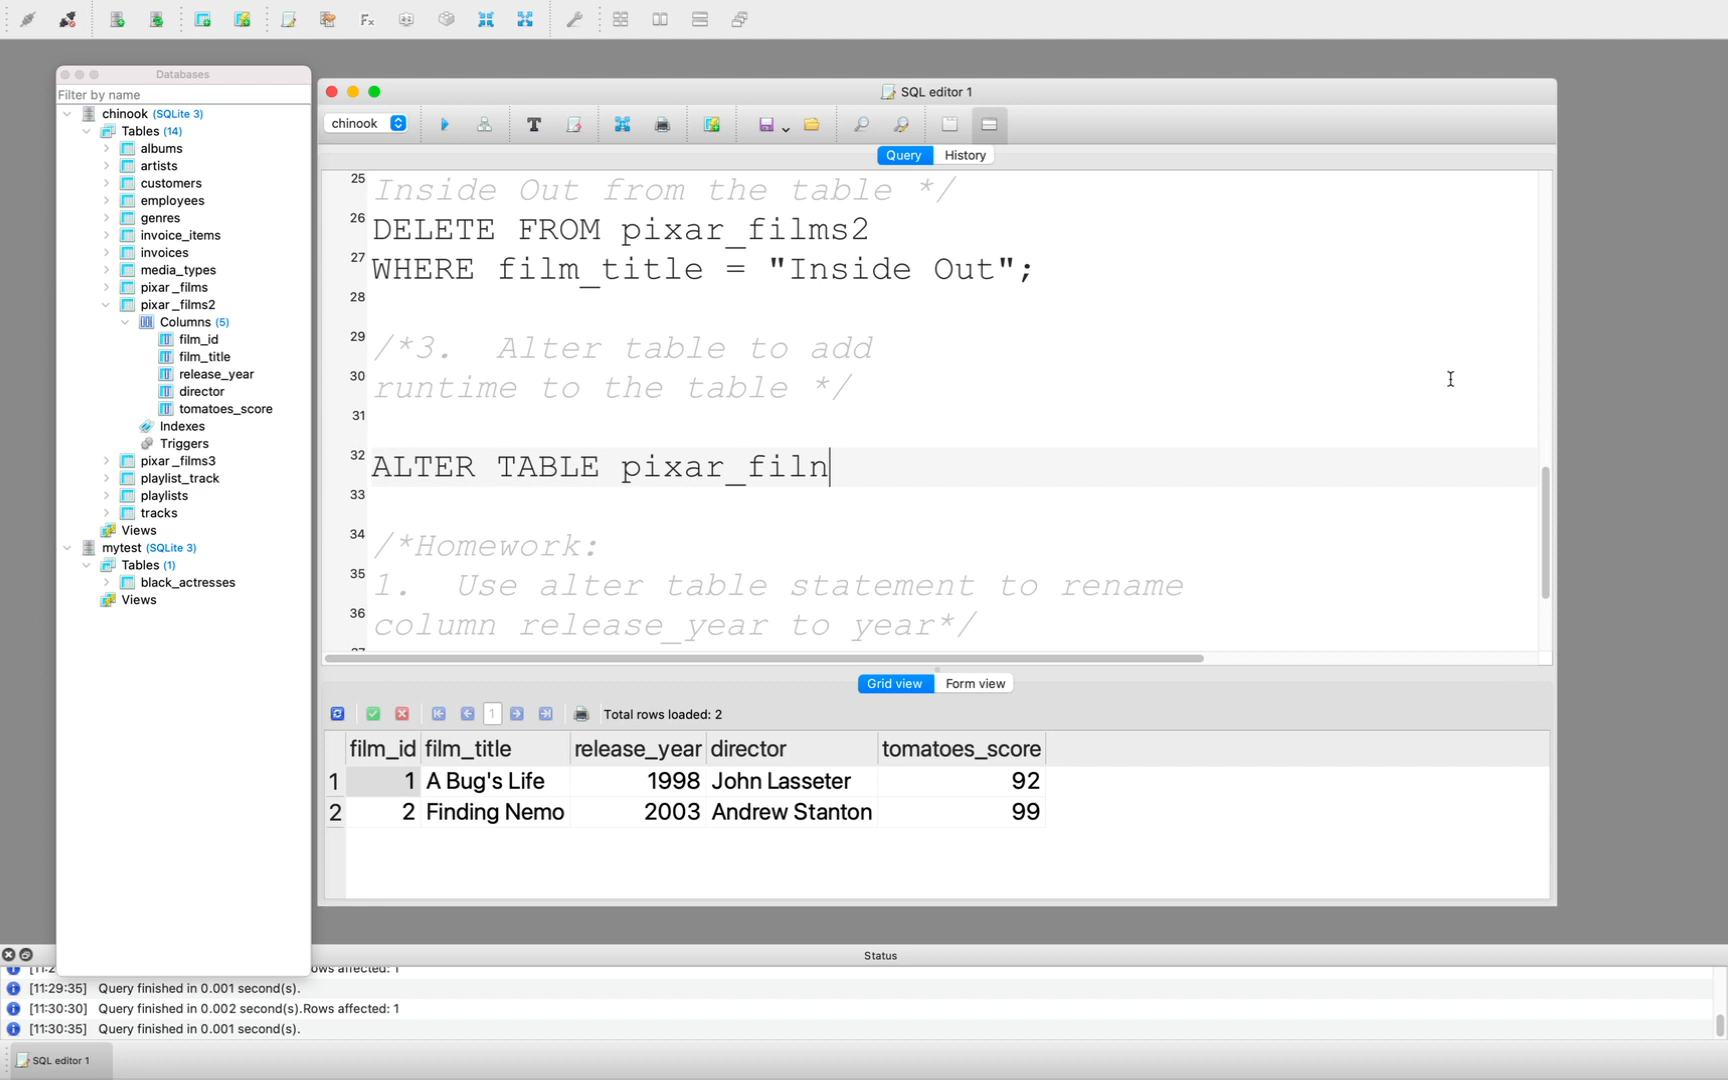 Databases
Filter by name
chinook (SQLite 3)
Tables (14)
albums
artists
customers
employees
genres
invoice_items
invoices
media_types
pixar_films
pixar_films2
Columns (5)
film_id
film_title
release_year
director
tomatoes_score
Indexes
Triggers
pixar_films3
playlist_track
playlists
tracks
Views
mytest (SQLite 3)
Tables (1)
black_actresses
Views
SQL editor 1
chinook
Query History
25 Inside Out from the table */
26 DELETE FROM pixar_films2
27 WHERE film_title = "Inside Out";
28
29 /*3. Alter table to add
30 runtime to the table */
31
32 ALTER TABLE pixar_filn
33
34 /*Homework:
35 1. Use alter table statement to rename
36 column release_year to year*/
Grid view Form view
1 Total rows loaded: 2
film_id film_title release_year director tomatoes_score
1 1 A Bug's Life 1998 John Lasseter 92
2 2 Finding Nemo 2003 Andrew Stanton 99
Status
[11:29:35] Query finished in 0.001 second(s).
[11:30:30] Query finished in 0.002 second(s).Rows affected: 1
[11:30:35] Query finished in 0.001 second(s).
SQL editor 1